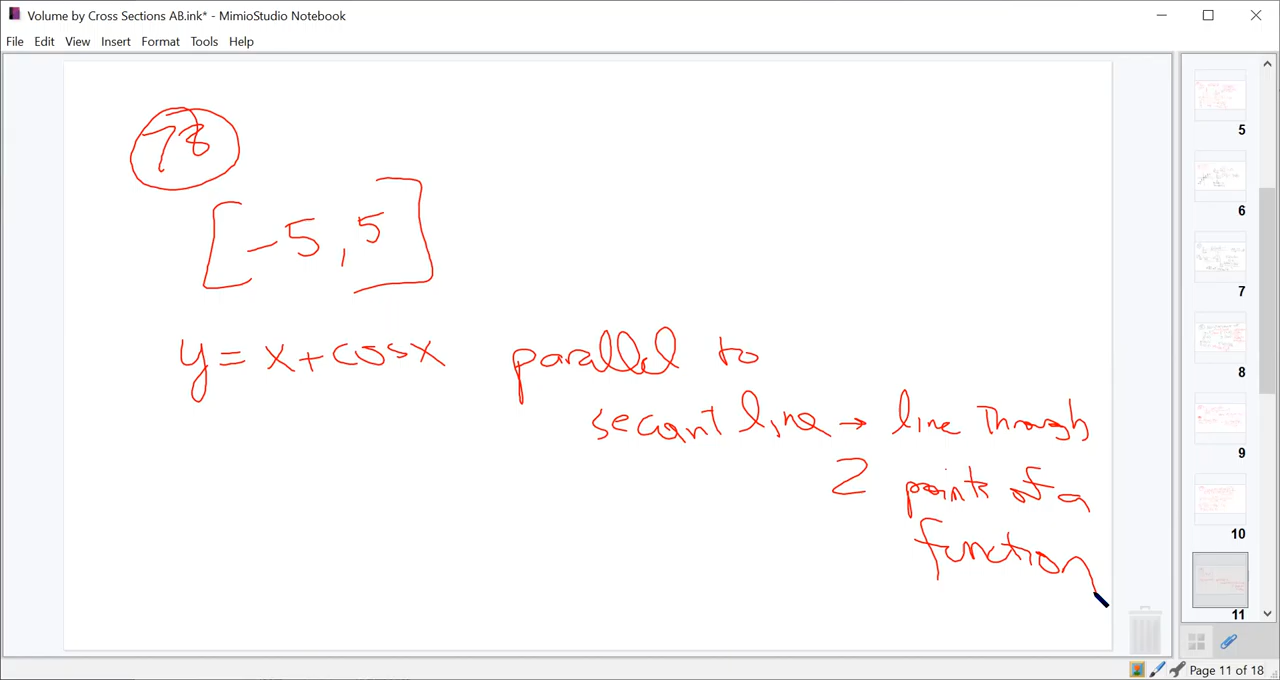 Volume by Cross Sections AB.ink* - MimioStudio Notebook
File Edit View Insert Format Tools Help
78
[-5, 5]
y = x + cos x parallel to
secant line → line through
2 points of a
function
5
6
7
8
9
10
11
Page 11 of 18